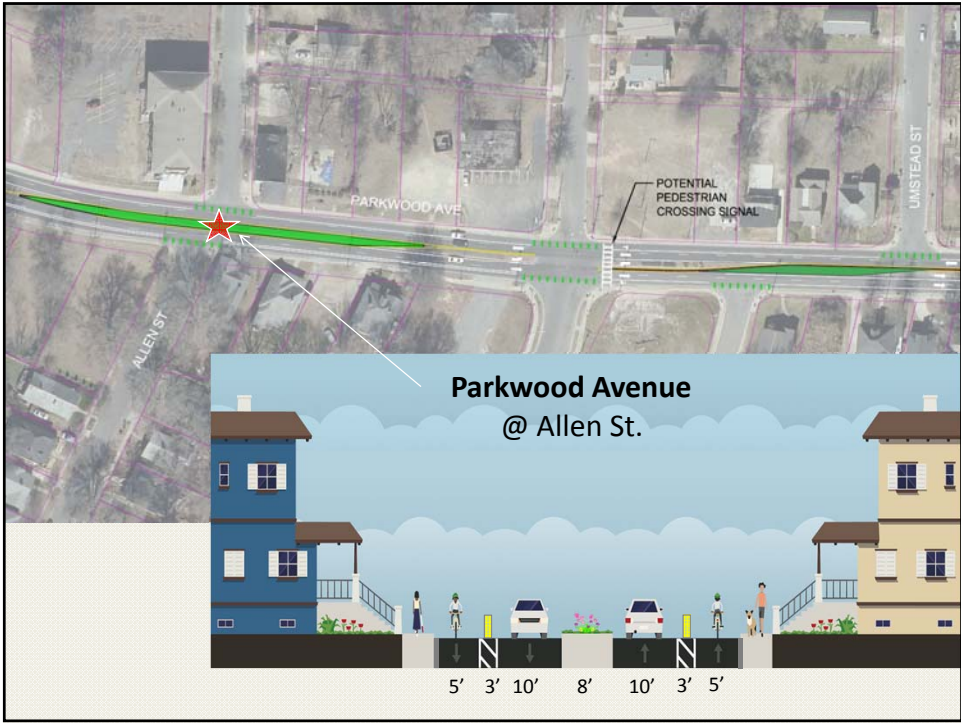 UMSTEAD ST
POTENTIAL
PEDESTRIAN
CROSSING SIGNAL
PARKWOOD AVE
ALLEN ST
Parkwood Avenue
@ Allen St.
5’ 3’ 10’ 8’ 10’ 3’ 5’